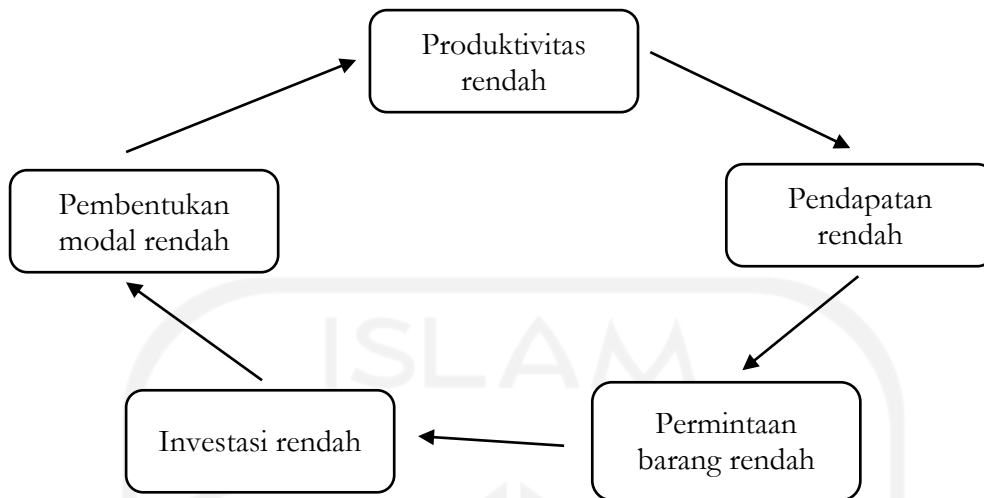 Produktivitas
rendah
Pembentukan
modal rendah
Pendapatan
rendah
ISLAM
Investasi rendah
Permintaan
barang rendah